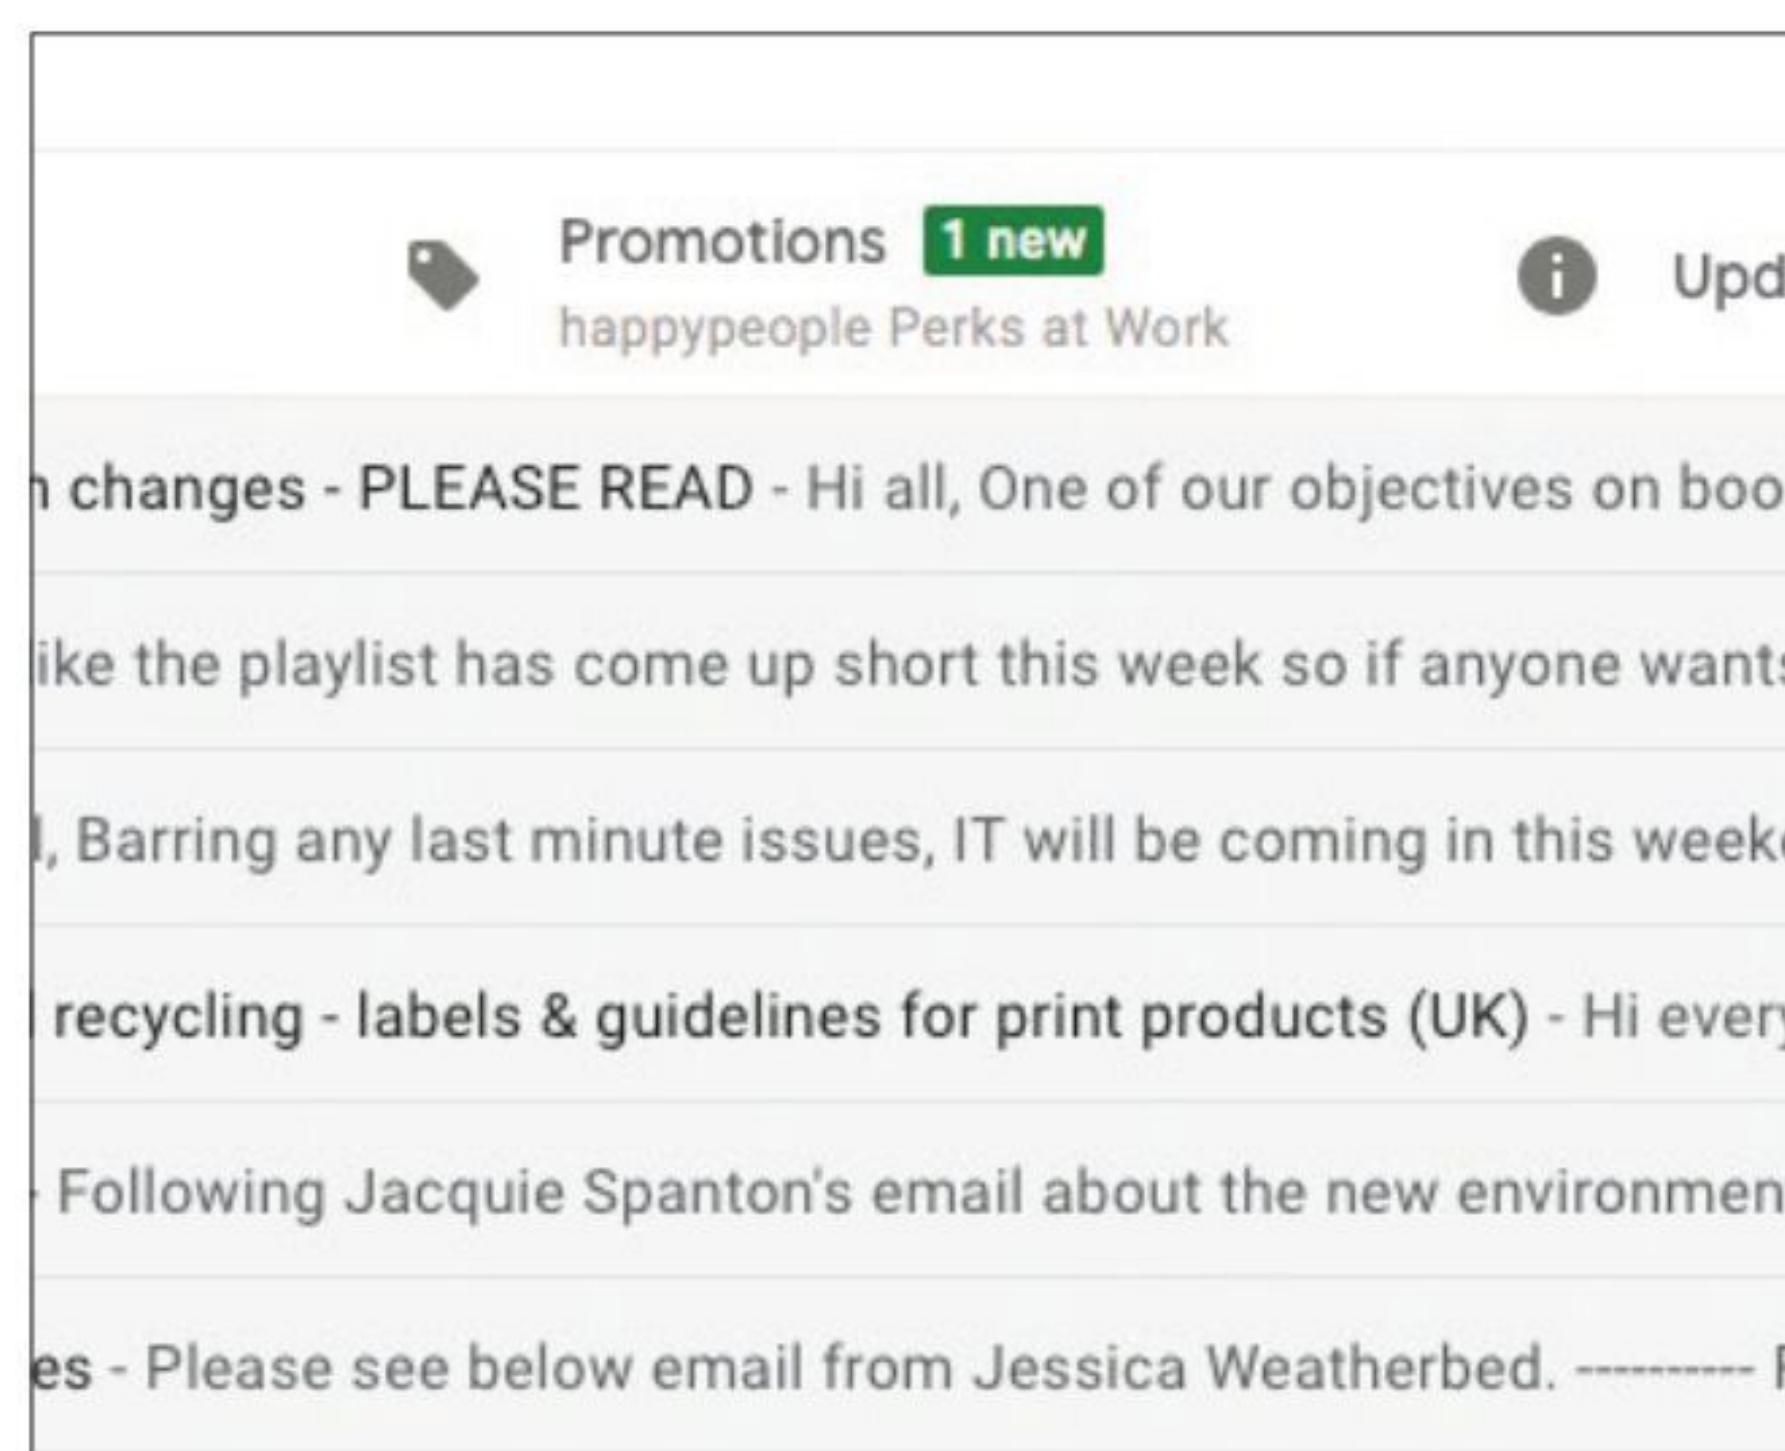 Promotions 1 new
happypeople Perks at Work
Upd
changes - PLEASE READ - Hi all, One of our objectives on boo
ike the playlist has come up short this week so if anyone wants
, Barring any last minute issues, IT will be coming in this week
recycling - labels & guidelines for print products (UK) - Hi every
- Following Jacquie Spanton's email about the new environmen
es - Please see below email from Jessica Weatherbed. ----------